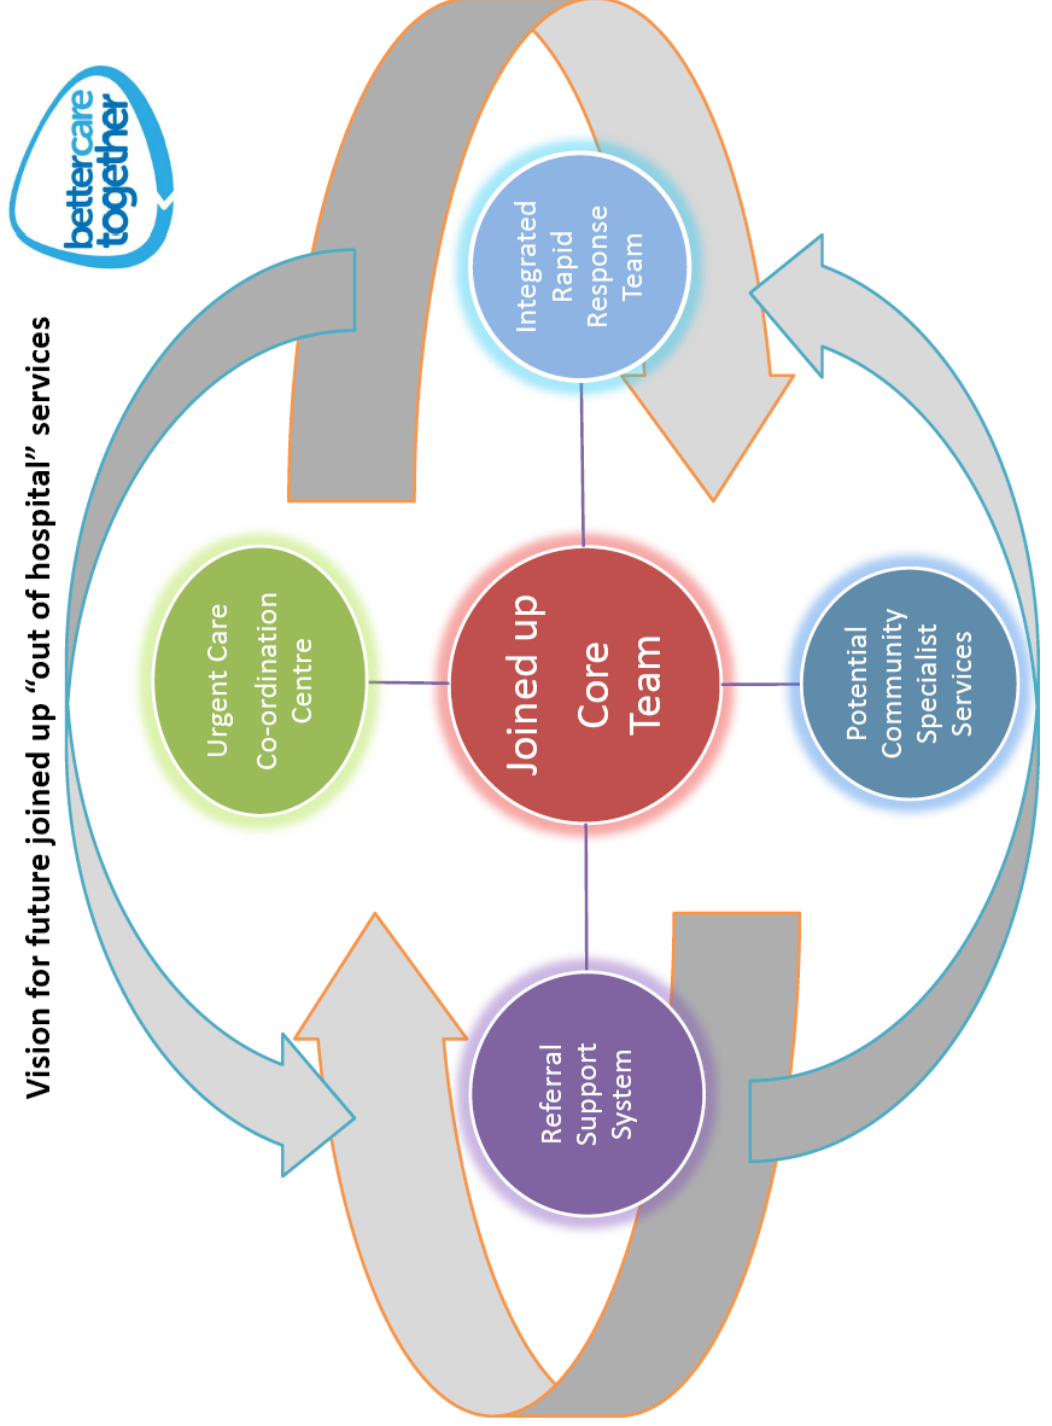 Vision for future joined up “out of hospital” services
bettercare
together
Urgent Care
Co-ordination
Centre
Referral
Support
System
Joined up
Core
Team
Integrated
Rapid
Response
Team
Potential
Community
Specialist
Services